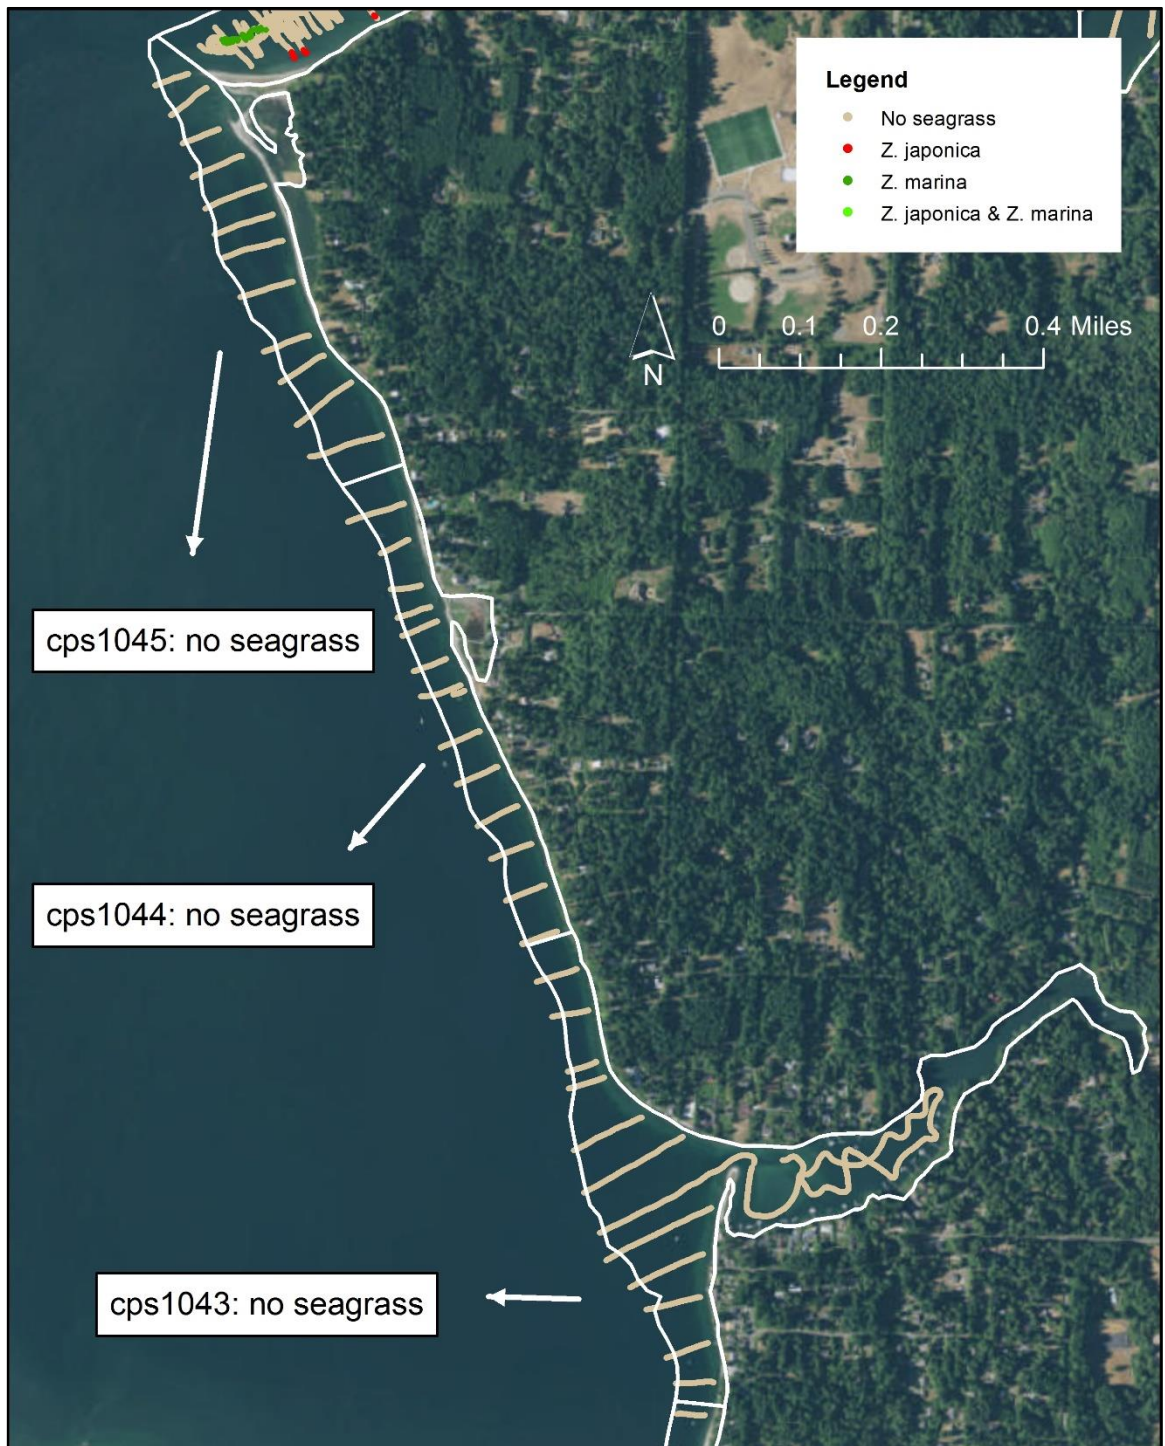 Legend
No seagrass
Z. japonica
Z. marina
Z. japonica & Z. marina
0 0.1 0.2 0.4 Miles
N
cps1045: no seagrass
cps1044: no seagrass
cps1043: no seagrass